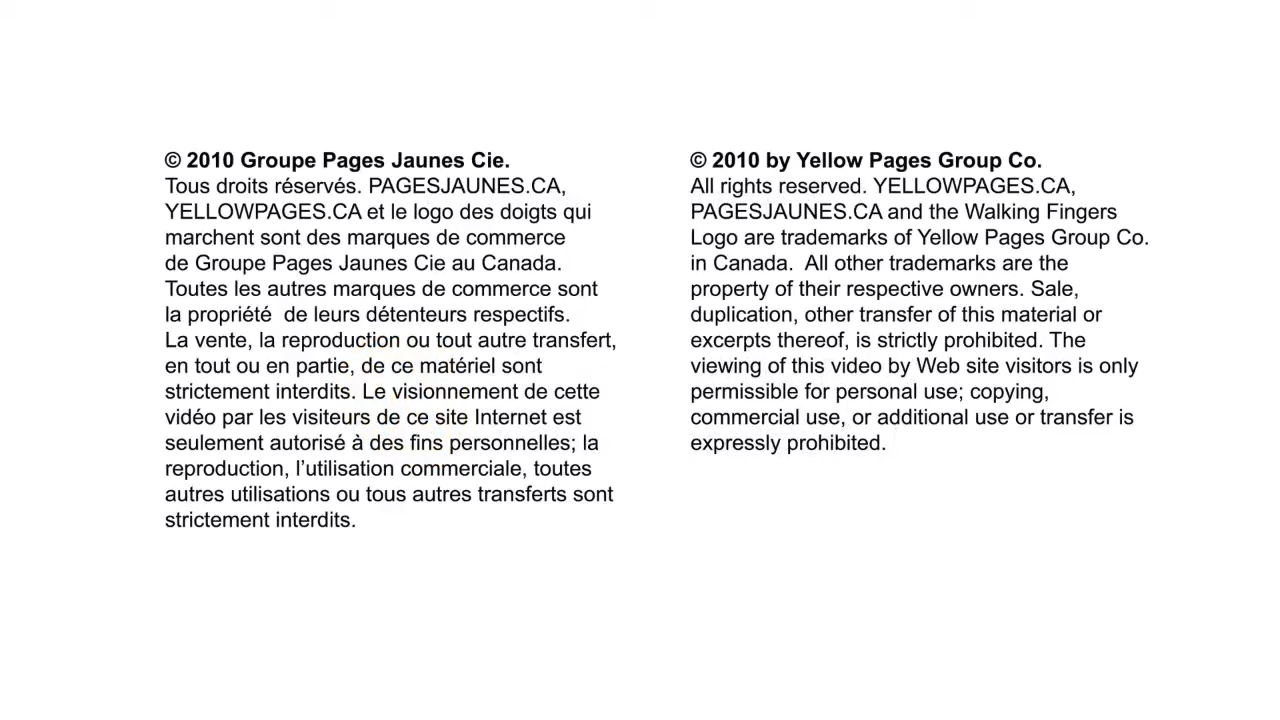 © 2010 Groupe Pages Jaunes Cie.
Tous droits réservés. PAGESJAUNES.CA,
YELLOWPAGES.CA et le logo des doigts qui
marchent sont des marques de commerce
de Groupe Pages Jaunes Cie au Canada.
Toutes les autres marques de commerce sont
la propriété  de leurs détenteurs respectifs.
La vente, la reproduction ou tout autre transfert,
en tout ou en partie, de ce matériel sont
strictement interdits. Le visionnement de cette
vidéo par les visiteurs de ce site Internet est
seulement autorisé à des fins personnelles; la
reproduction, l’utilisation commerciale, toutes
autres utilisations ou tous autres transferts sont
strictement interdits.
© 2010 by Yellow Pages Group Co.
All rights reserved. YELLOWPAGES.CA,
PAGESJAUNES.CA and the Walking Fingers
Logo are trademarks of Yellow Pages Group Co.
in Canada.  All other trademarks are the
property of their respective owners. Sale,
duplication, other transfer of this material or
excerpts thereof, is strictly prohibited. The
viewing of this video by Web site visitors is only
permissible for personal use; copying,
commercial use, or additional use or transfer is
expressly prohibited.